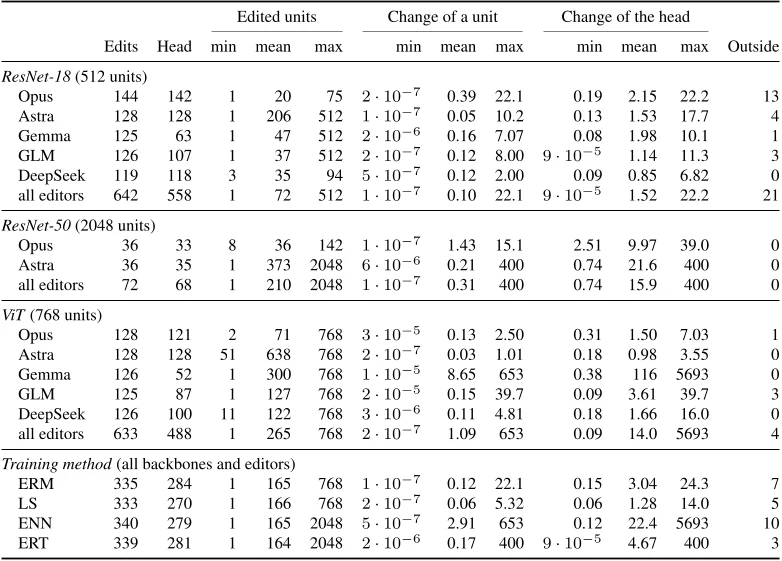 Edited units Change of a unit Change of the head
Edits Head min mean max min mean max min mean max Outside
ResNet-18 (512 units)
Opus 144 142 1 20 75 2 · 10⁻⁷ 0.39 22.1 0.19 2.15 22.2 13
Astra 128 128 1 206 512 1 · 10⁻⁷ 0.05 10.2 0.13 1.53 17.7 4
Gemma 125 63 1 47 512 2 · 10⁻⁶ 0.16 7.07 0.08 1.98 10.1 1
GLM 126 107 1 37 512 2 · 10⁻⁷ 0.12 8.00 9 · 10⁻⁵ 1.14 11.3 3
DeepSeek 119 118 3 35 94 5 · 10⁻⁷ 0.12 2.00 0.09 0.85 6.82 0
all editors 642 558 1 72 512 1 · 10⁻⁷ 0.10 22.1 9 · 10⁻⁵ 1.52 22.2 21
ResNet-50 (2048 units)
Opus 36 33 8 36 142 1 · 10⁻⁷ 1.43 15.1 2.51 9.97 39.0 0
Astra 36 35 1 373 2048 6 · 10⁻⁶ 0.21 400 0.74 21.6 400 0
all editors 72 68 1 210 2048 1 · 10⁻⁷ 0.31 400 0.74 15.9 400 0
ViT (768 units)
Opus 128 121 2 71 768 3 · 10⁻⁵ 0.13 2.50 0.31 1.50 7.03 1
Astra 128 128 51 638 768 2 · 10⁻⁷ 0.03 1.01 0.18 0.98 3.55 0
Gemma 126 52 1 300 768 1 · 10⁻⁵ 8.65 653 0.38 116 5693 0
GLM 125 87 1 127 768 2 · 10⁻⁵ 0.15 39.7 0.09 3.61 39.7 3
DeepSeek 126 100 11 122 768 3 · 10⁻⁶ 0.11 4.81 0.18 1.66 16.0 0
all editors 633 488 1 265 768 2 · 10⁻⁷ 1.09 653 0.09 14.0 5693 4
Training method (all backbones and editors)
ERM 335 284 1 165 768 1 · 10⁻⁷ 0.12 22.1 0.15 3.04 24.3 7
LS 333 270 1 166 768 2 · 10⁻⁷ 0.06 5.32 0.06 1.28 14.0 5
ENN 340 279 1 165 2048 5 · 10⁻⁷ 2.91 653 0.12 22.4 5693 10
ERT 339 281 1 164 2048 2 · 10⁻⁶ 0.17 400 9 · 10⁻⁵ 4.67 400 3